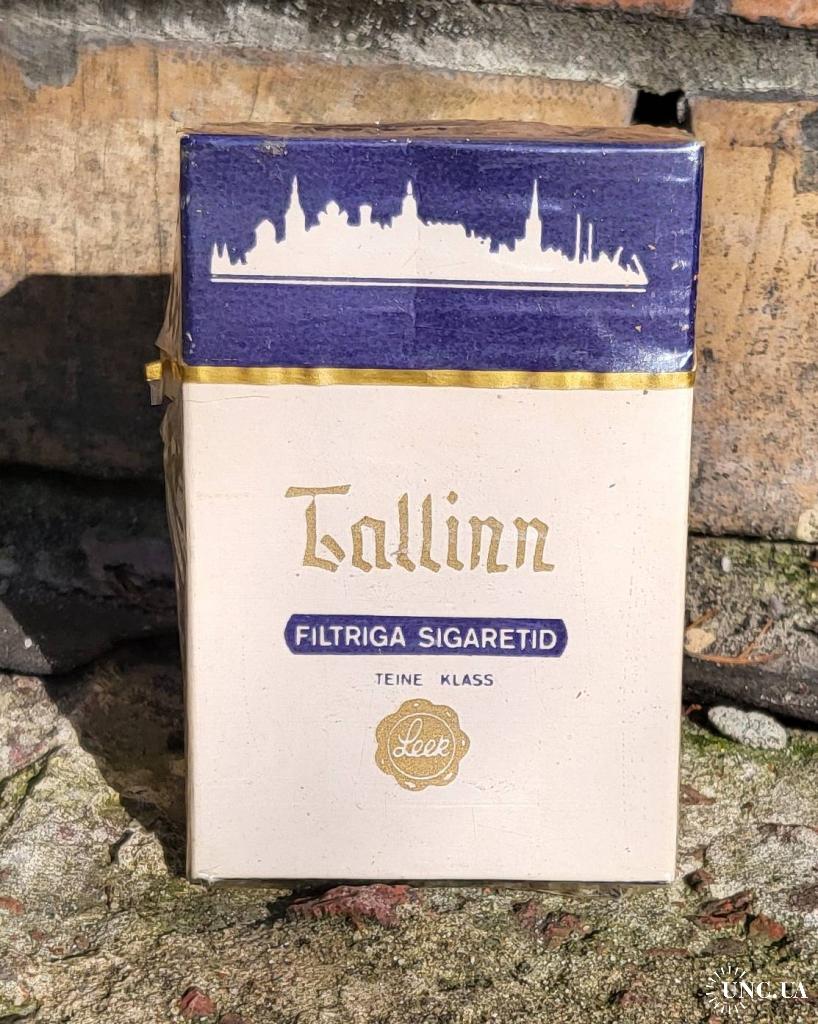 Tallinn
FILTRIGA SIGARETID
TEINE KLASS
Leek
UNC.UA